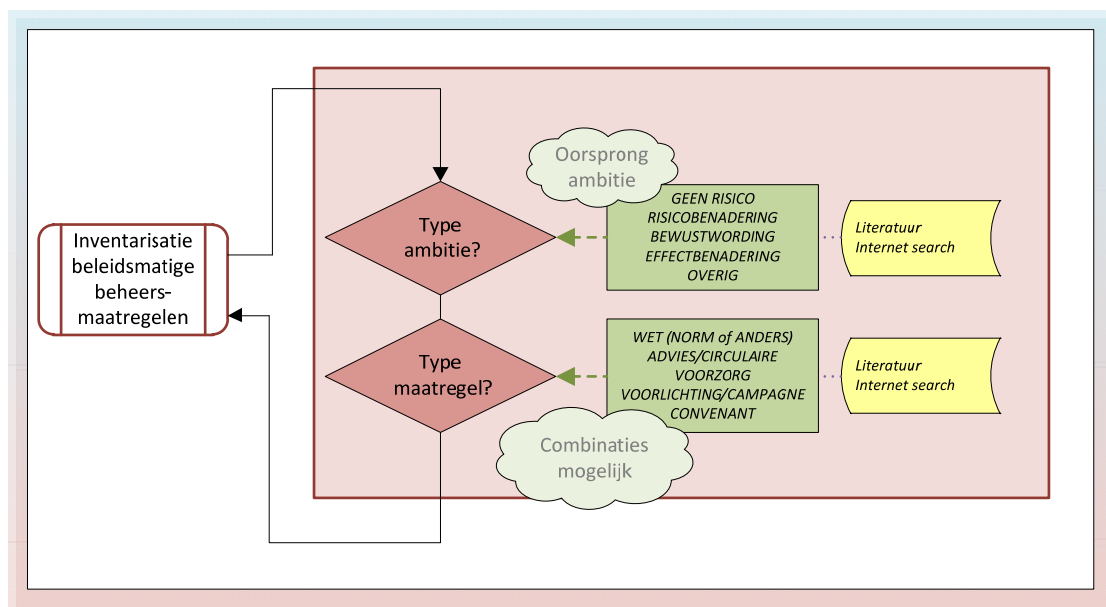 Inventarisatie
beleidsmatige
beheers-
maatregelen
Type
ambitie?
Oorsprong
ambitie
GEEN RISICO
RISICOBENADERING
BEWUSTWORDING
EFFECTBENADERING
OVERIG
Literatuur
Internet search
Type
maatregel?
WET (NORM of ANDERS)
ADVIES/CIRCULAIRE
VOORZORG
VOORLICHTING/CAMPAGNE
CONVENANT
Literatuur
Internet search
Combinaties
mogelijk